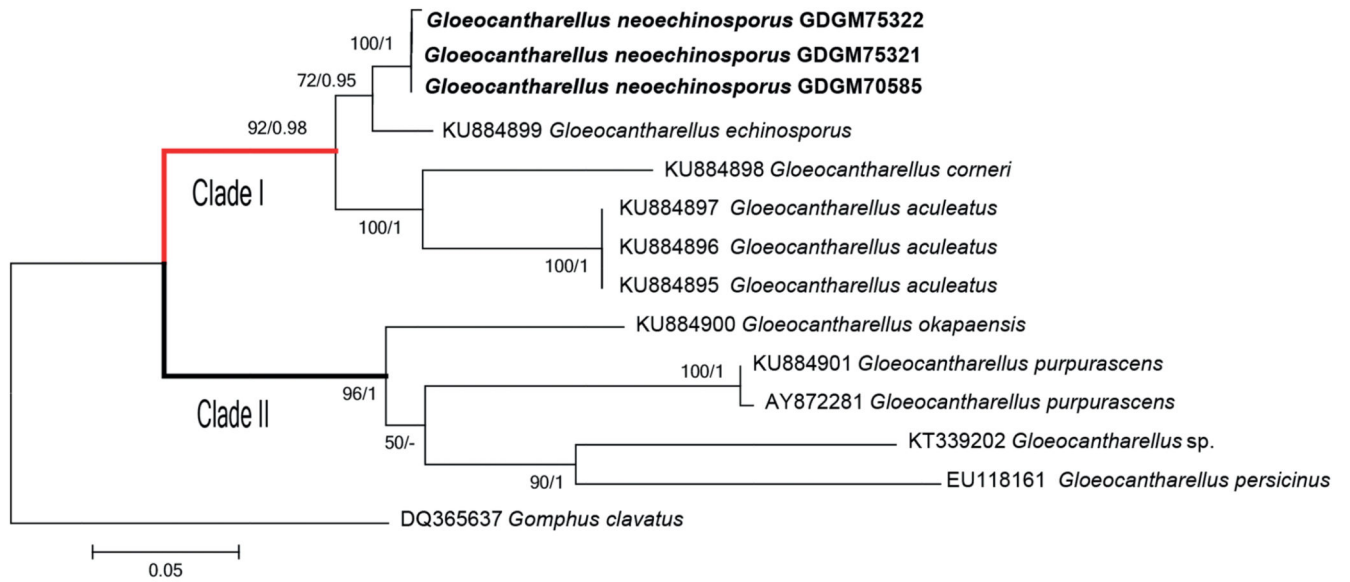 Gloeocantharellus neoechinosporus GDGM75322
100/1
Gloeocantharellus neoechinosporus GDGM75321
72/0.95
Gloeocantharellus neoechinosporus GDGM70585
92/0.98
KU884899 Gloeocantharellus echinosporus
KU884898 Gloeocantharellus corneri
Clade I
KU884897 Gloeocantharellus aculeatus
100/1
KU884896 Gloeocantharellus aculeatus
100/1
KU884895 Gloeocantharellus aculeatus
KU884900 Gloeocantharellus okapaensis
KU884901 Gloeocantharellus purpurascens
100/1
96/1
AY872281 Gloeocantharellus purpurascens
Clade II
50/-
KT339202 Gloeocantharellus sp.
90/1
EU118161 Gloeocantharellus persicinus
DQ365637 Gomphus clavatus
0.05